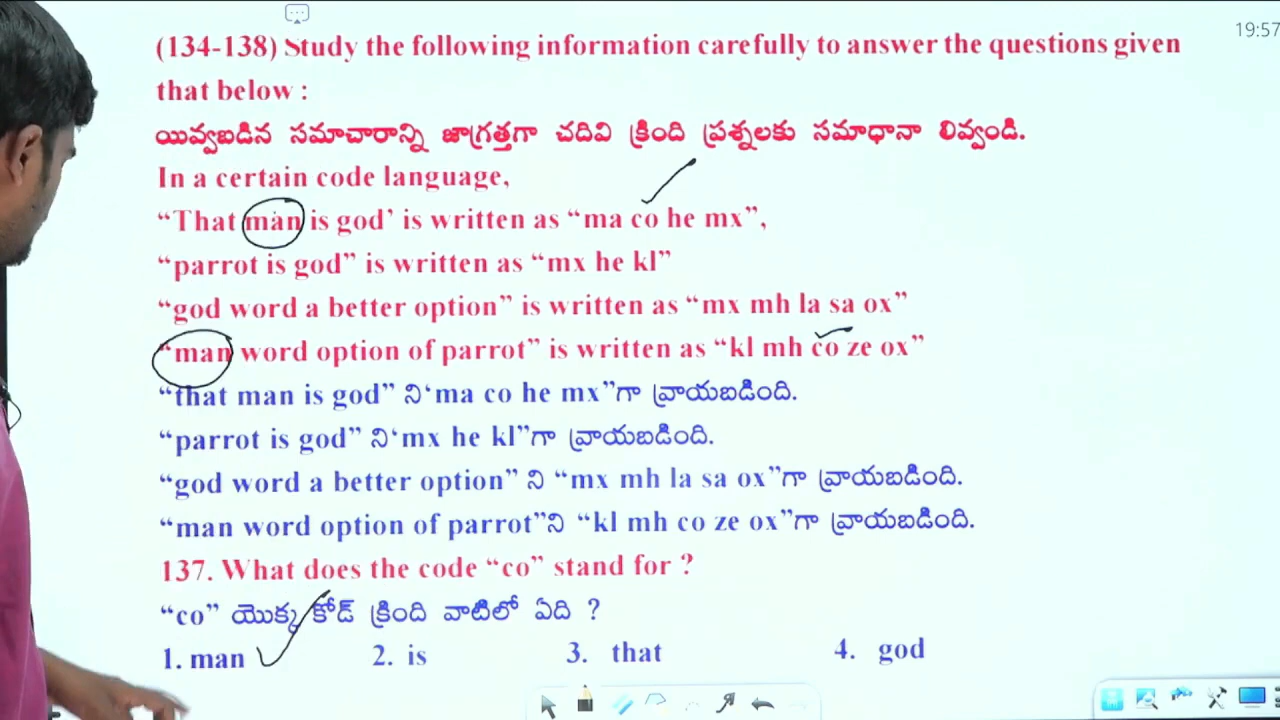 19:57
(134-138) Study the following information carefully to answer the questions given
that below :
యివ్వబడిన సమాచారాన్ని జాగ్రత్తగా చదివి క్రింది ప్రశ్నలకు సమాధానా లివ్వండి.
In a certain code language,
“That man is god’ is written as “ma co he mx”,
“parrot is god” is written as “mx he kl”
“god word a better option” is written as “mx mh la sa ox”
“man word option of parrot” is written as “kl mh co ze ox”
“that man is god” ని‘ma co he mx”గా వ్రాయబడింది.
“parrot is god” ని‘mx he kl”గా వ్రాయబడింది.
“god word a better option” ని “mx mh la sa ox”గా వ్రాయబడింది.
“man word option of parrot”ని “kl mh co ze ox”గా వ్రాయబడింది.
137. What does the code “co” stand for ?
“co” యొక్క కోడ్ క్రింది వాటిలో ఏది ?
1. man 2. is 3. that 4. god